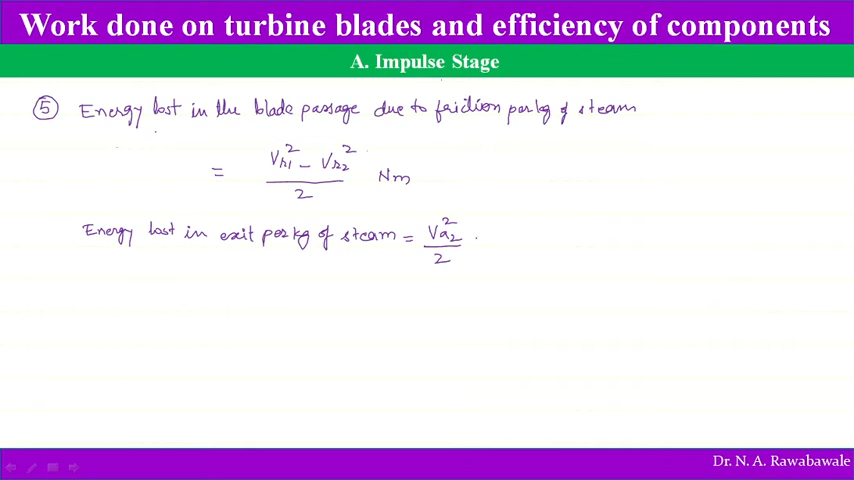 Work done on turbine blades and efficiency of components
A. Impulse Stage
⑤ Energy lost in the blade passage due to friction per kg of steam
= (Vr1² − Vr2²) / 2 Nm
Energy lost in exit per kg of steam = Va2² / 2 .
Dr. N. A. Rawabawale